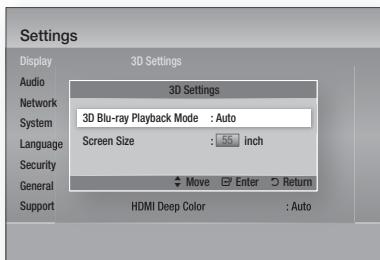 Settings
Display 3D Settings
Audio
3D Settings
Network
3D Blu-ray Playback Mode : Auto
System
Language Screen Size : 55 inch
Security
General Move Enter Return
Support HDMI Deep Color : Auto